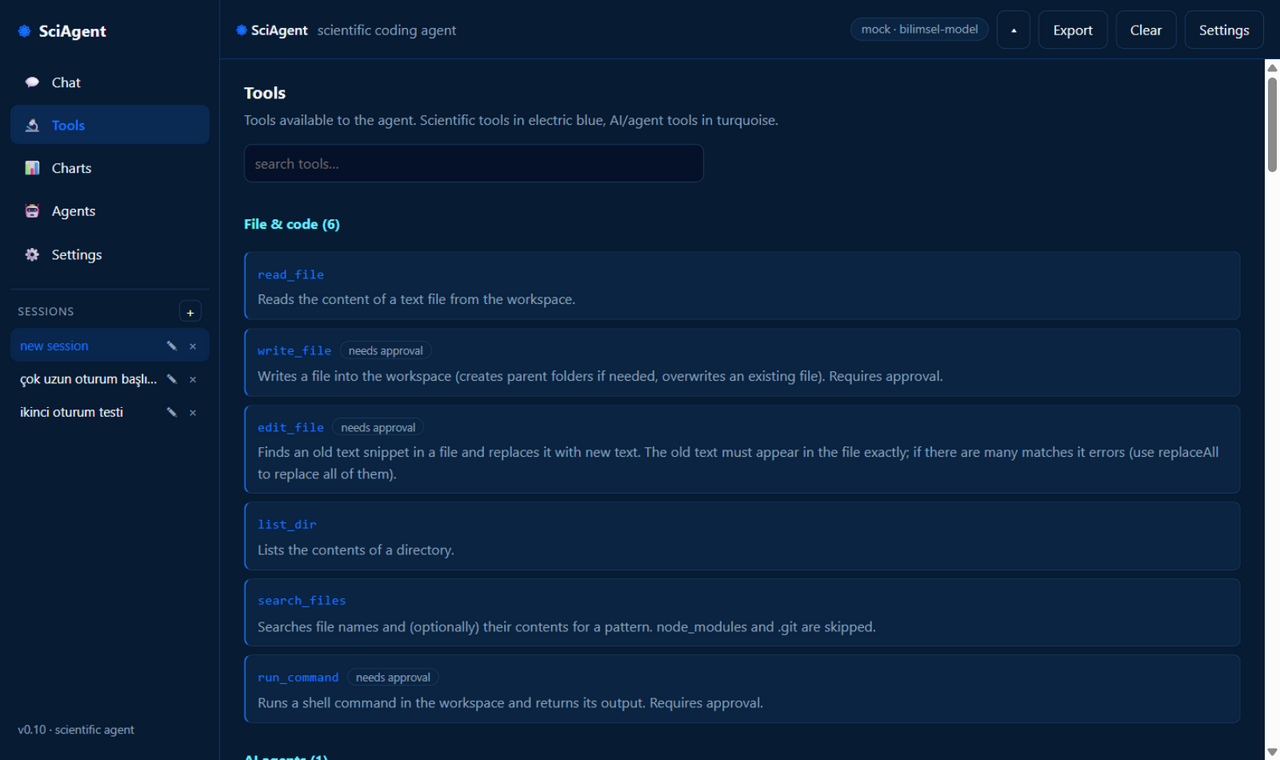 SciAgent
Chat
Tools
Charts
Agents
Settings
SESSIONS
+
new session
çok uzun oturum başlı...
ikinci oturum testi
v0.10 · scientific agent
SciAgent scientific coding agent
mock · bilimsel-model
Export
Clear
Settings
Tools
Tools available to the agent. Scientific tools in electric blue, AI/agent tools in turquoise.
search tools...
File & code (6)
read_file
Reads the content of a text file from the workspace.
write_file needs approval
Writes a file into the workspace (creates parent folders if needed, overwrites an existing file). Requires approval.
edit_file needs approval
Finds an old text snippet in a file and replaces it with new text. The old text must appear in the file exactly; if there are many matches it errors (use replaceAll
to replace all of them).
list_dir
Lists the contents of a directory.
search_files
Searches file names and (optionally) their contents for a pattern. node_modules and .git are skipped.
run_command needs approval
Runs a shell command in the workspace and returns its output. Requires approval.
AI agents (1)